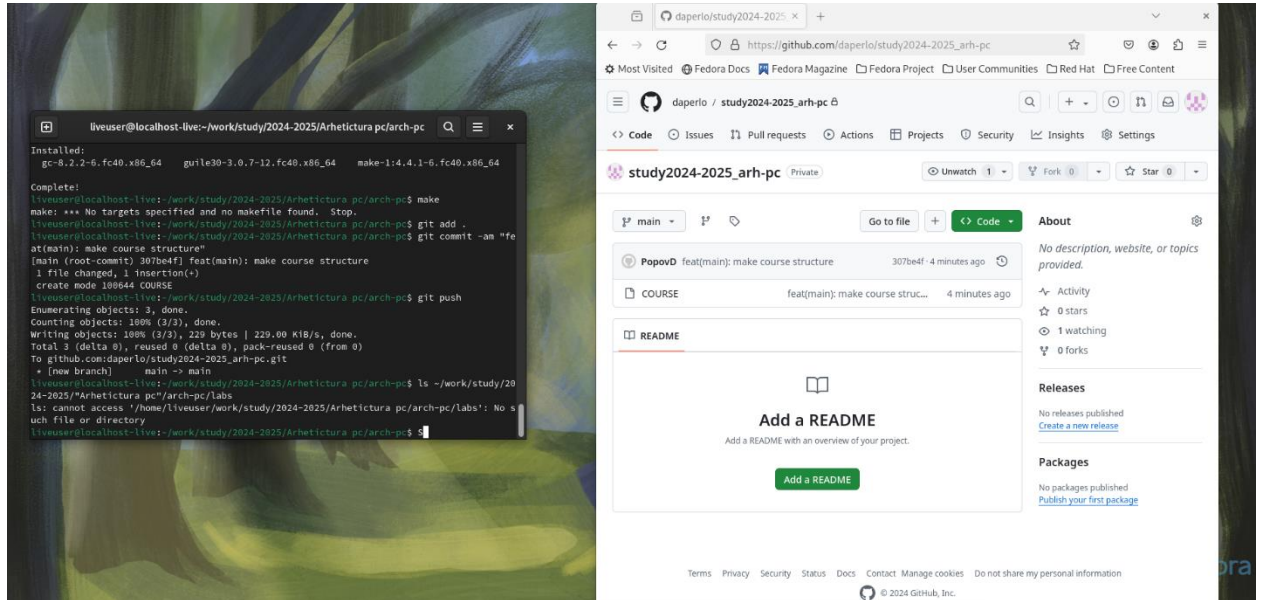 liveuser@localhost-live:~/work/study/2024-2025/Arhetictura pc/arch-pc
Installed:
gc-8.2.2-6.fc40.x86_64 guile30-3.0.7-12.fc40.x86_64 make-1:4.4.1-6.fc40.x86_64
Complete!
liveuser@localhost-live:~/work/study/2024-2025/Arhetictura pc/arch-pc$ make
make: *** No targets specified and no makefile found. Stop.
liveuser@localhost-live:~/work/study/2024-2025/Arhetictura pc/arch-pc$ git add .
liveuser@localhost-live:~/work/study/2024-2025/Arhetictura pc/arch-pc$ git commit -am "fe
at(main): make course structure"
[main (root-commit) 307be4f] feat(main): make course structure
1 file changed, 1 insertion(+)
create mode 100644 COURSE
liveuser@localhost-live:~/work/study/2024-2025/Arhetictura pc/arch-pc$ git push
Enumerating objects: 3, done.
Counting objects: 100% (3/3), done.
Writing objects: 100% (3/3), 229 bytes | 229.00 KiB/s, done.
Total 3 (delta 0), reused 0 (delta 0), pack-reused 0 (from 0)
To github.com:daperlo/study2024-2025_arh-pc.git
* [new branch] main -> main
liveuser@localhost-live:~/work/study/2024-2025/Arhetictura pc/arch-pc$ ls ~/work/study/20
24-2025/"Arhetictura pc"/arch-pc/labs
ls: cannot access '/home/liveuser/work/study/2024-2025/Arhetictura pc/arch-pc/labs': No s
uch file or directory
liveuser@localhost-live:~/work/study/2024-2025/Arhetictura pc/arch-pc$ S
daperlo/study2024-2025
https://github.com/daperlo/study2024-2025_arh-pc
Most Visited Fedora Docs Fedora Magazine Fedora Project User Communities Red Hat Free Content
daperlo / study2024-2025_arh-pc
Code Issues Pull requests Actions Projects Security Insights Settings
study2024-2025_arh-pc Private Unwatch 1 Fork 0 Star 0
main Go to file + Code
PopovD feat(main): make course structure 307be4f · 4 minutes ago
COURSE feat(main): make course struc... 4 minutes ago
README
Add a README
Add a README with an overview of your project.
Add a README
About
No description, website, or topics
provided.
Activity
0 stars
1 watching
0 forks
Releases
No releases published
Create a new release
Packages
No packages published
Publish your first package
Terms Privacy Security Status Docs Contact Manage cookies Do not share my personal information
© 2024 GitHub, Inc.
ora